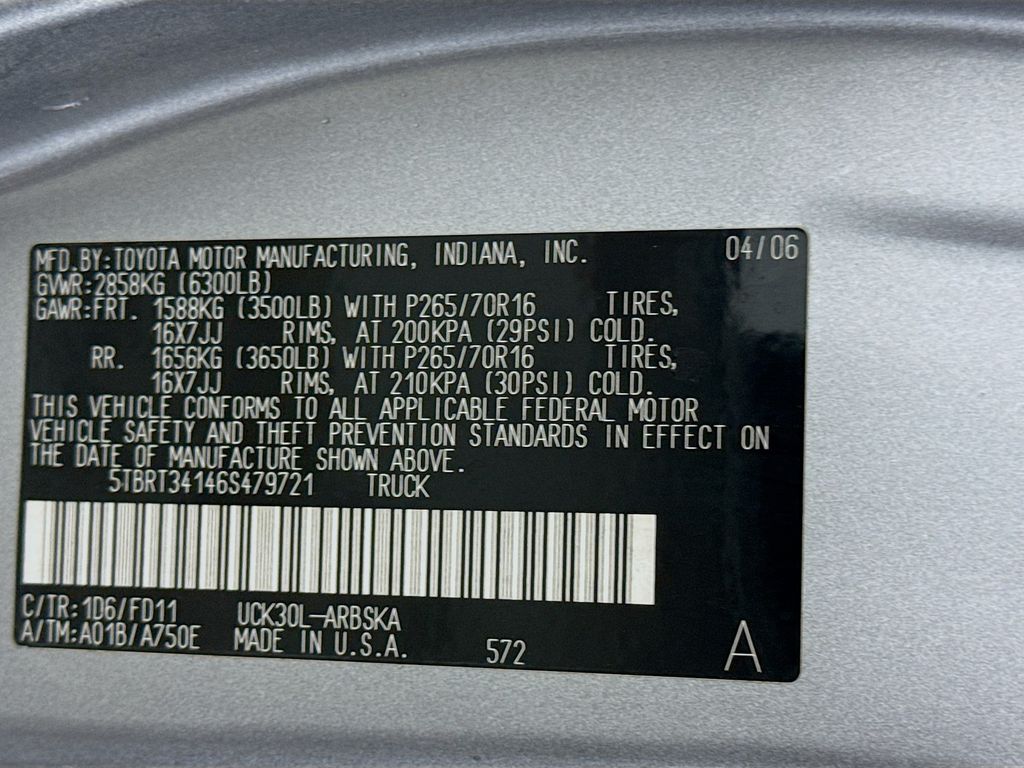 MFD.BY:TOYOTA MOTOR MANUFACTURING, INDIANA, INC. 04/06
GVWR:2858KG (6300LB)
GAWR:FRT. 1588KG (3500LB) WITH P265/70R16 TIRES,
16X7JJ RIMS, AT 200KPA (29PSI) COLD.
RR. 1656KG (3650LB) WITH P265/70R16 TIRES,
16X7JJ RIMS, AT 210KPA (30PSI) COLD.
THIS VEHICLE CONFORMS TO ALL APPLICABLE FEDERAL MOTOR
VEHICLE SAFETY AND THEFT PREVENTION STANDARDS IN EFFECT ON
THE DATE OF MANUFACTURE SHOWN ABOVE.
5TBRT34146S479721 TRUCK
C/TR:1D6/FD11 UCK30L-ARBSKA
A/TM:A01B/A750E MADE IN U.S.A. 572 A